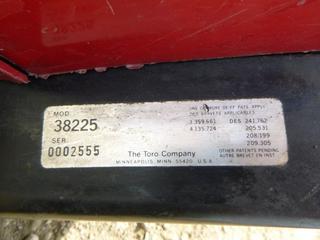 MOD.
38225
SER.
0002555
ONE OR MORE OF FF PATS. APPLY
DES BREVETS APPLICABLES
3.359.661 DES 241.762
4.135.724 205.531
208.199
209.305
OTHER PATENTS PENDING
AUTRE BREVET EN INST
The Toro Company
MINNEAPOLIS, MINN. 55420 U.S.A.